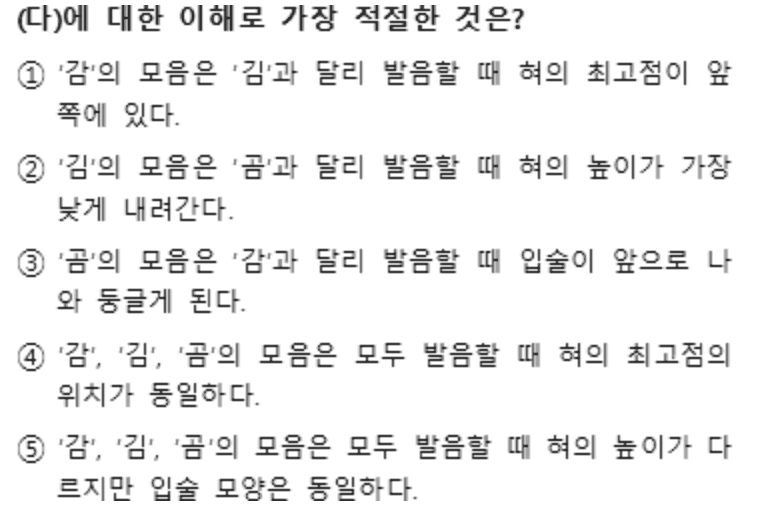 (다)에 대한 이해로 가장 적절한 것은?
① '감'의 모음은 '김'과 달리 발음할 때 혀의 최고점이 앞
쪽에 있다.
② '김'의 모음은 '곰'과 달리 발음할 때 혀의 높이가 가장
낮게 내려간다.
③ '곰'의 모음은 '감'과 달리 발음할 때 입술이 앞으로 나
와 둥글게 된다.
④ '감', '김', '곰'의 모음은 모두 발음할 때 혀의 최고점의
위치가 동일하다.
⑤ '감', '김', '곰'의 모음은 모두 발음할 때 혀의 높이가 다
르지만 입술 모양은 동일하다.